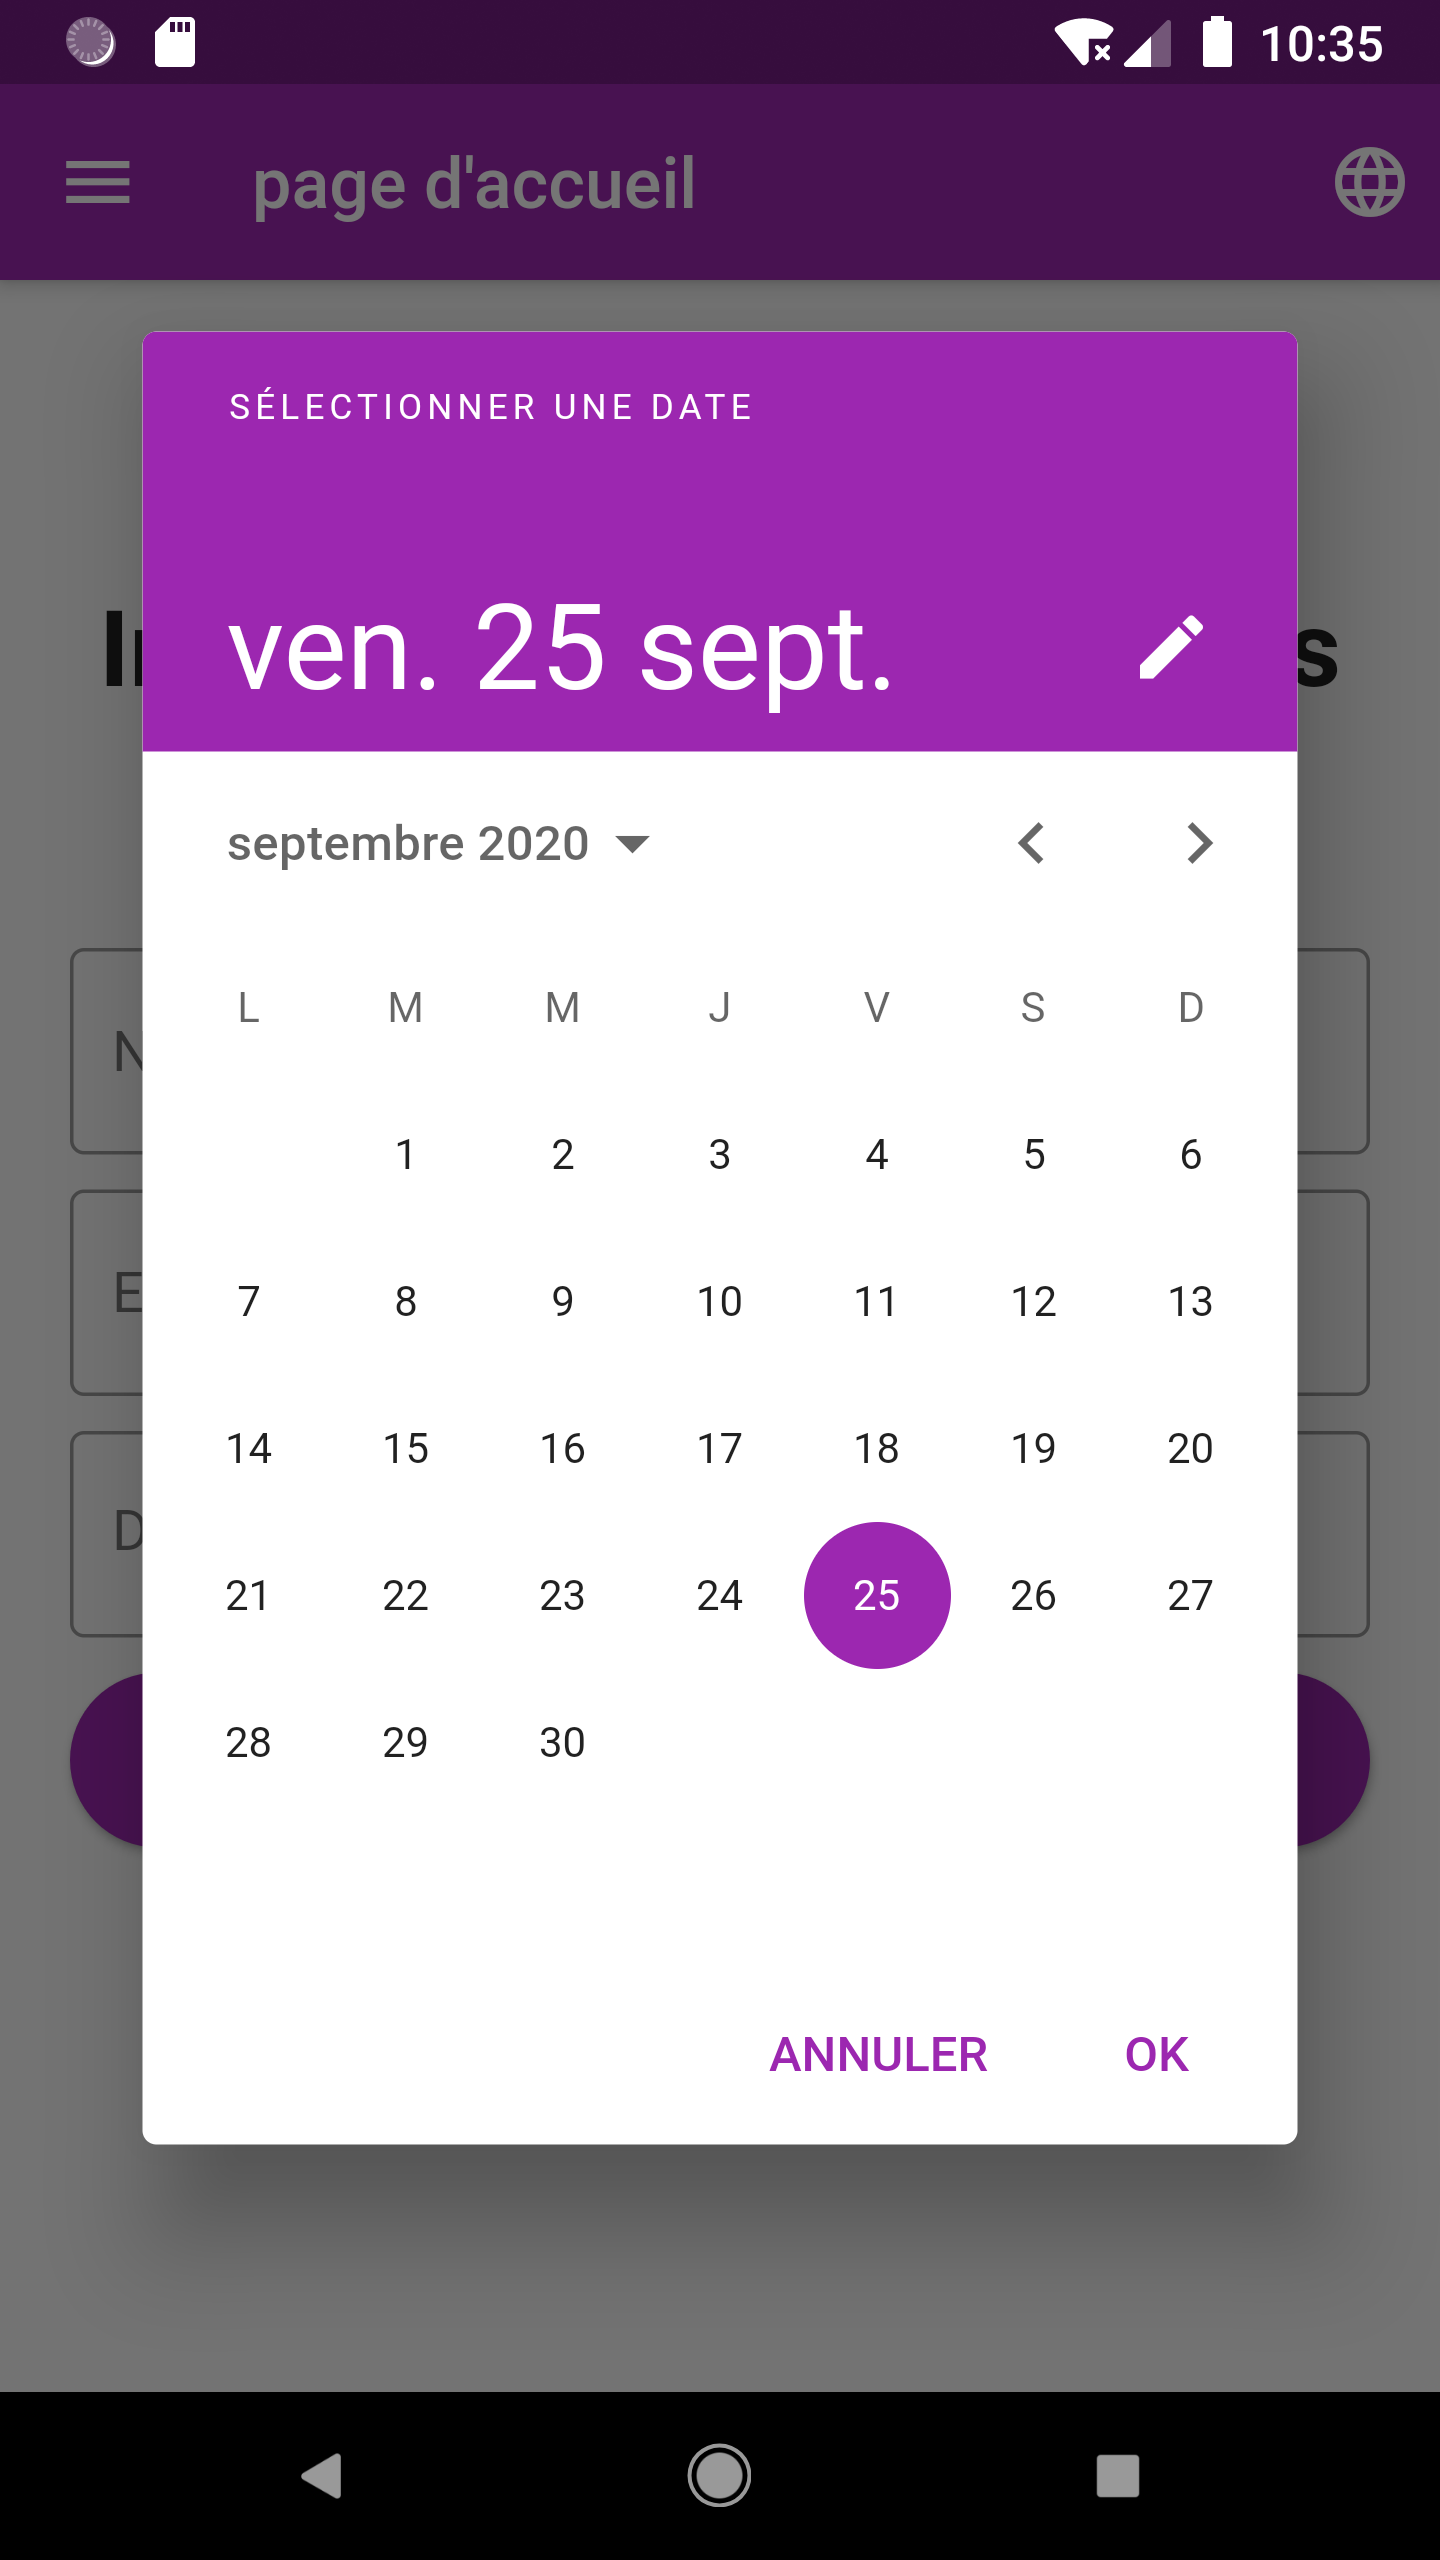 10:35
page d'accueil
SÉLECTIONNER UNE DATE
ven. 25 sept.
septembre 2020
L M M J V S D
1 2 3 4 5 6
7 8 9 10 11 12 13
14 15 16 17 18 19 20
21 22 23 24 25 26 27
28 29 30
ANNULER OK